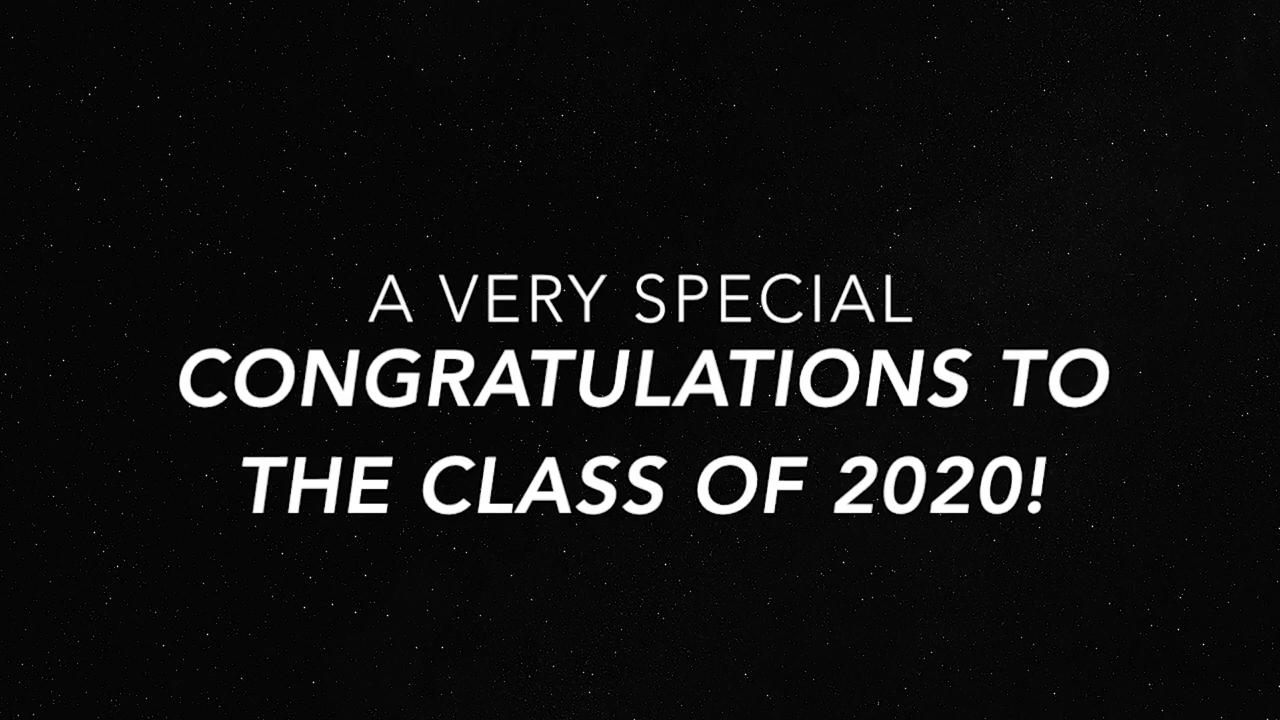 A VERY SPECIAL
CONGRATULATIONS TO
THE CLASS OF 2020!